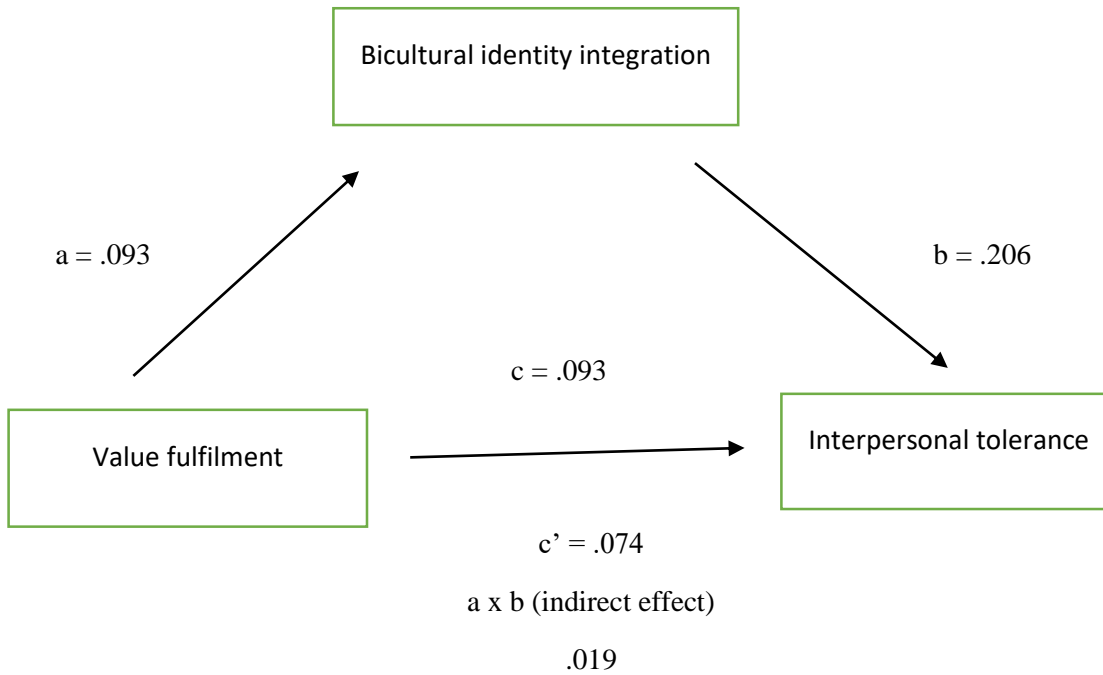 Bicultural identity integration
a = .093
b = .206
c = .093
Value fulfilment
Interpersonal tolerance
c’ = .074
a x b (indirect effect)
.019